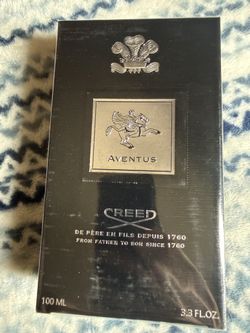 AVENTUS
CREED
DE PÈRE EN FILS DEPUIS 1760
FROM FATHER TO SON SINCE 1760
100 ML
3.3 FL.OZ.